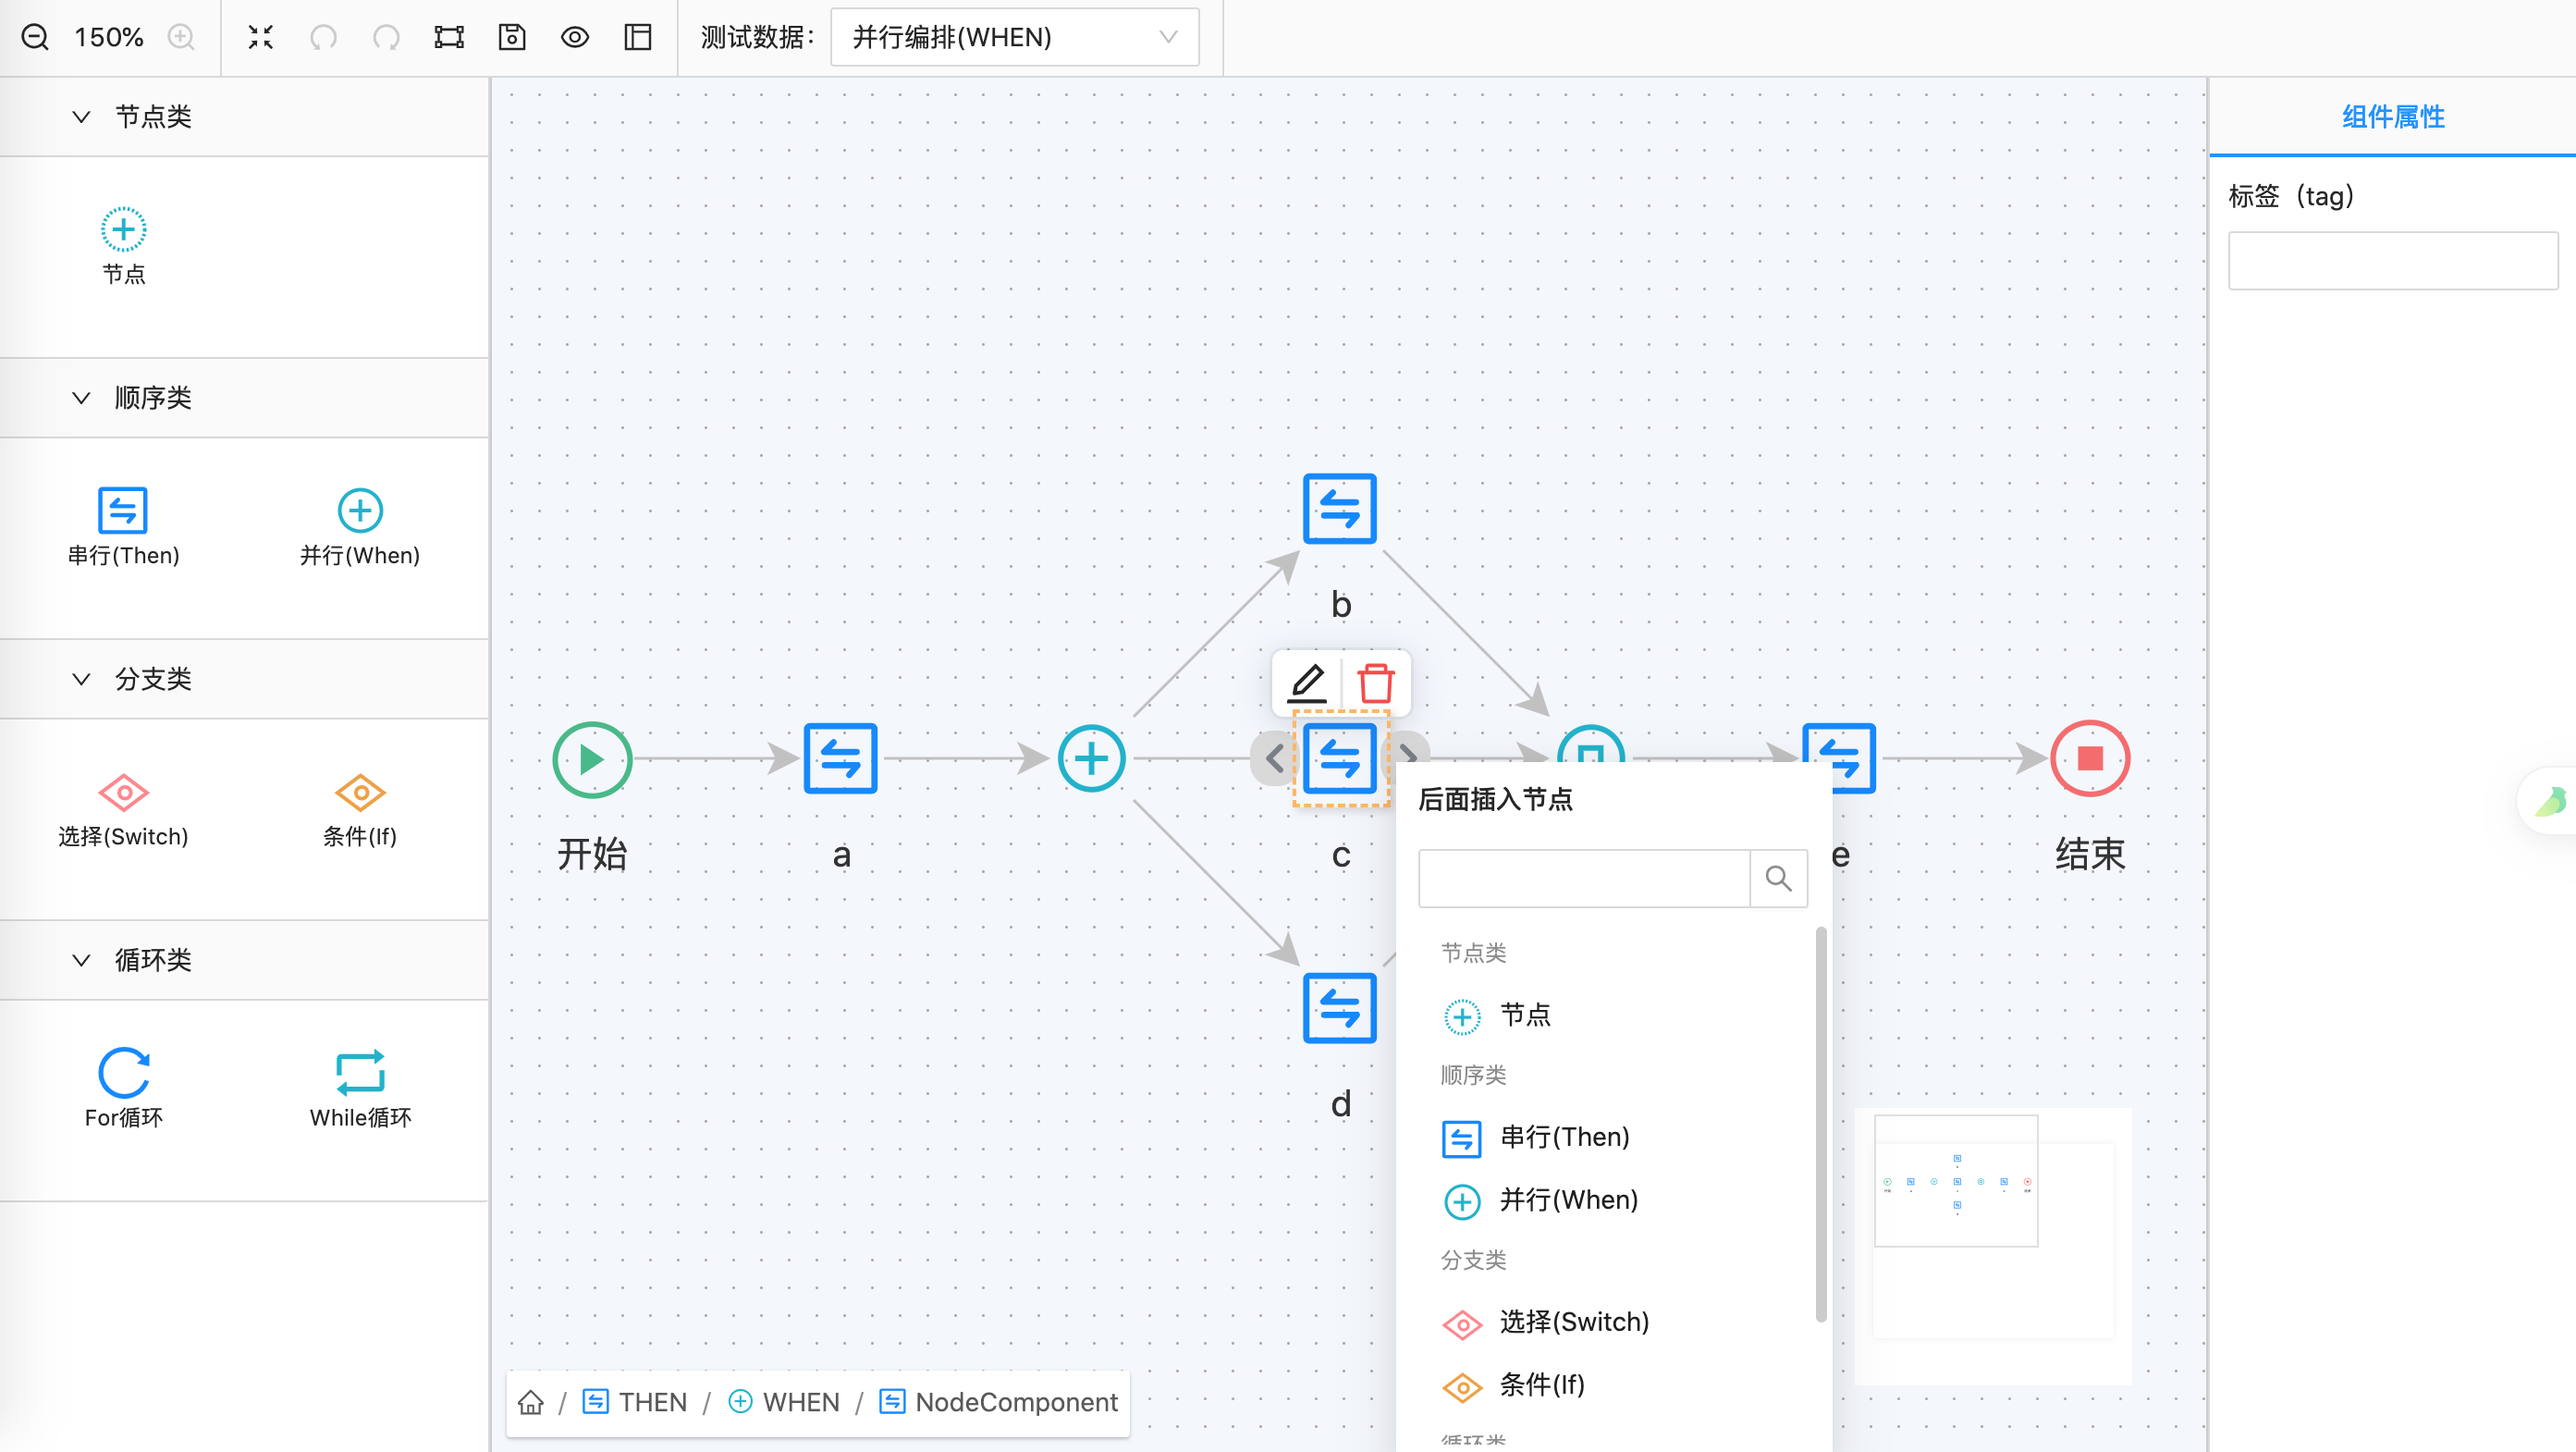 150%
测试数据：
并行编排(WHEN)
节点类
节点
顺序类
串行(Then)
并行(When)
分支类
选择(Switch)
条件(If)
循环类
For循环
While循环
b
开始
a
c
e
结束
d
后面插入节点
节点类
节点
顺序类
串行(Then)
并行(When)
分支类
选择(Switch)
条件(If)
循环类
/ THEN / WHEN / NodeComponent
组件属性
标签（tag）